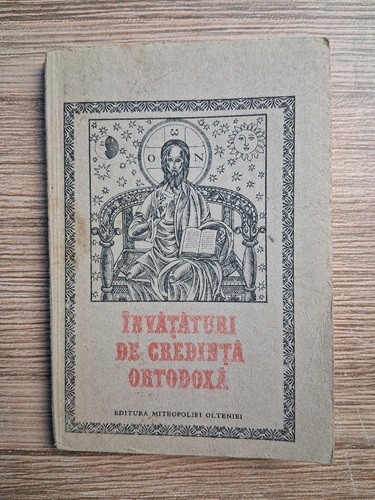 Ο Ω Ν
ÎNVĂȚĂTURI
DE CREDINȚĂ
ORTODOXĂ
EDITURA MITROPOLIEI OLTENIEI